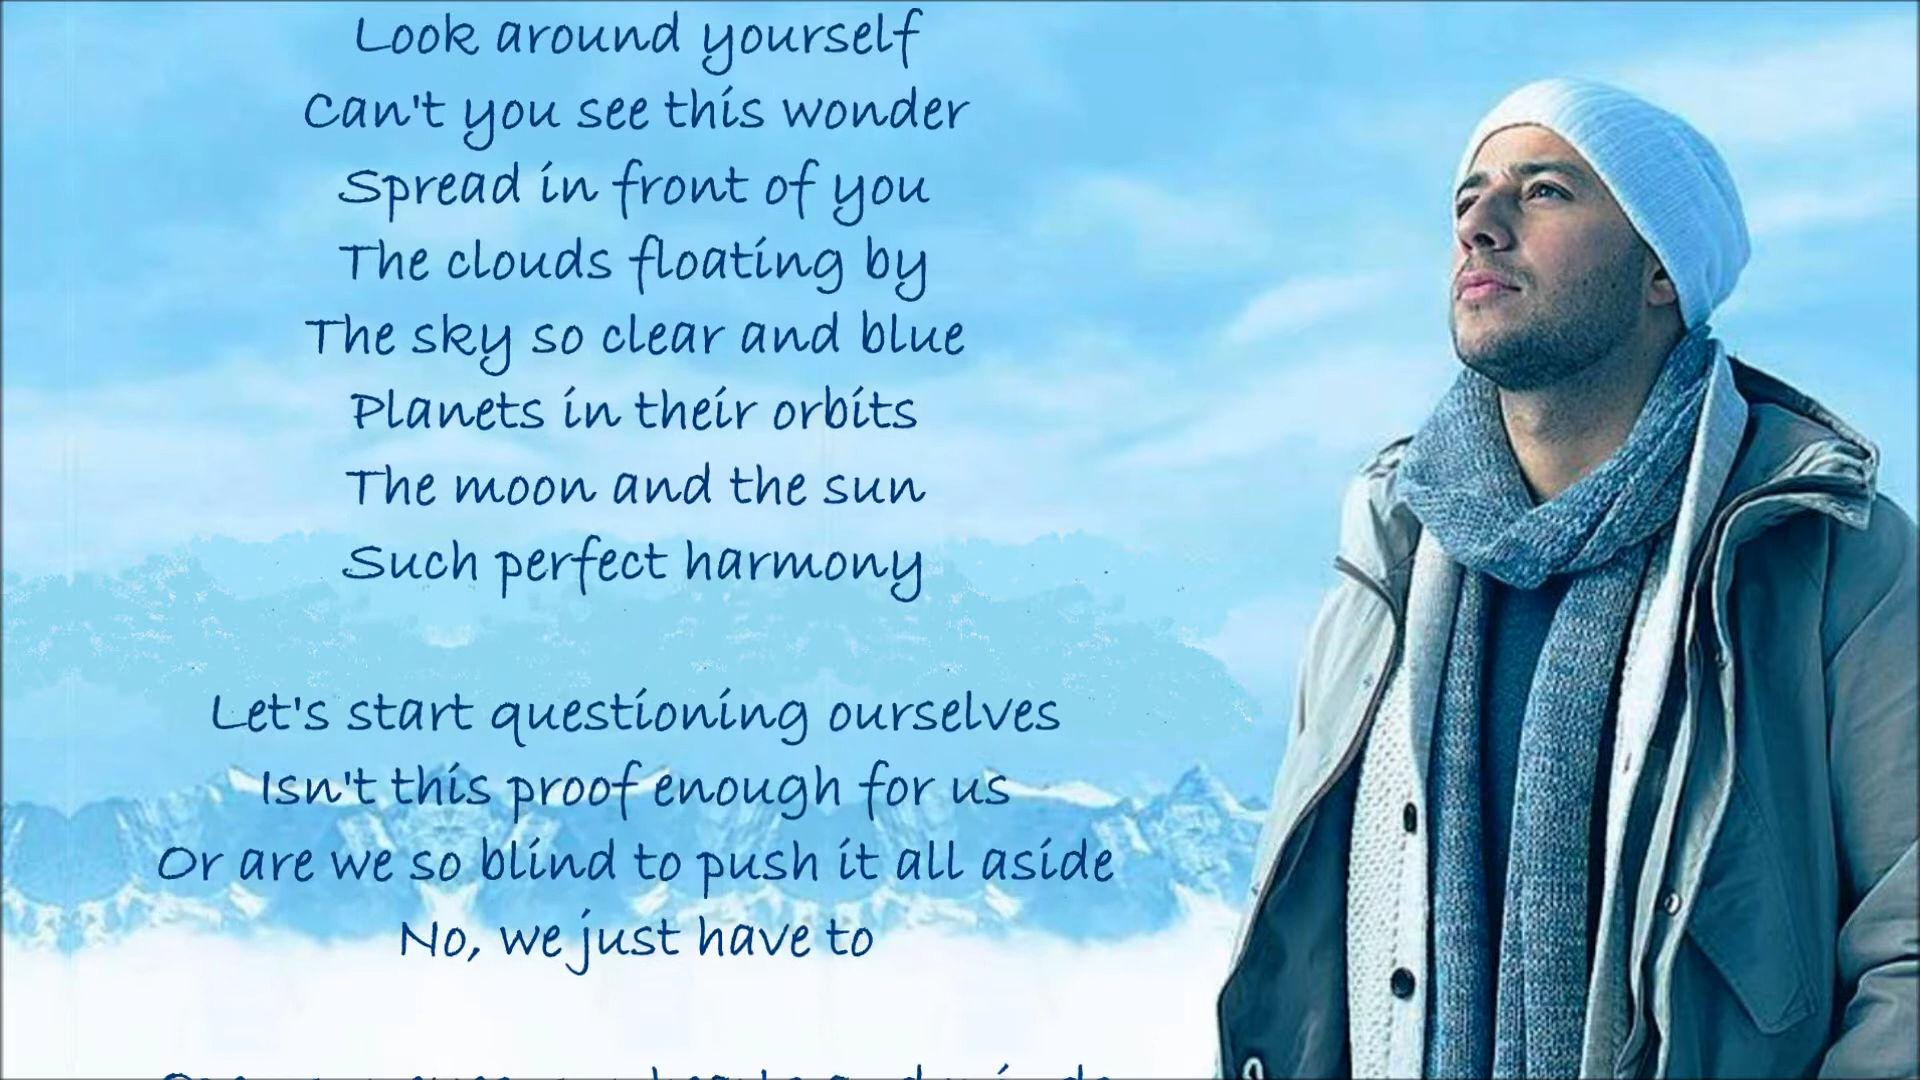 Look around yourself
Can't you see this wonder
Spread in front of you
The clouds floating by
The sky so clear and blue
Planets in their orbits
The moon and the sun
Such perfect harmony
Let's start questioning ourselves
Isn't this proof enough for us
Or are we so blind to push it all aside
No, we just have to